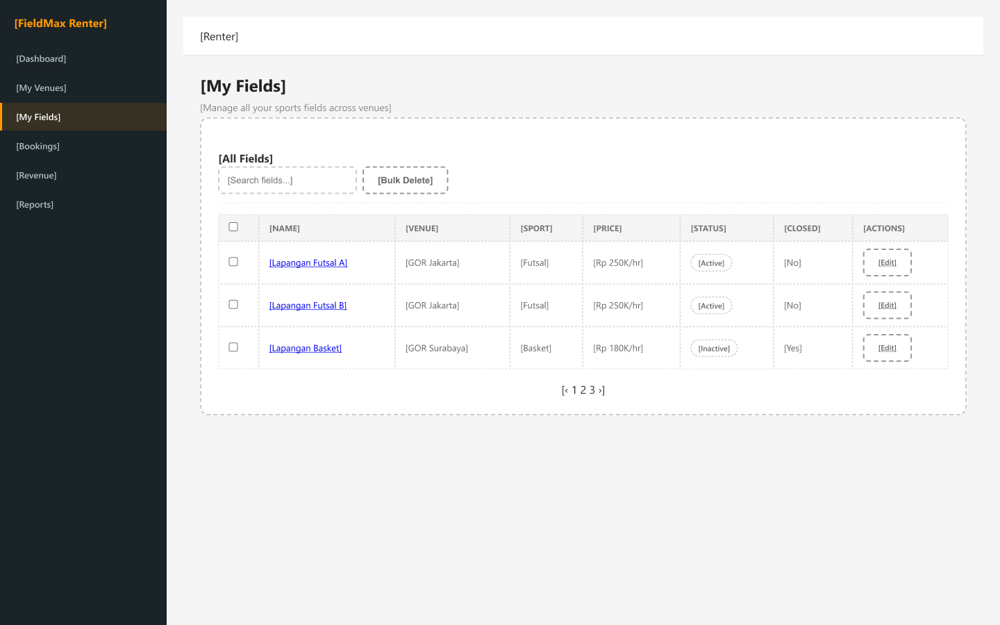 [FieldMax Renter]
[Dashboard]
[My Venues]
[My Fields]
[Bookings]
[Revenue]
[Reports]
[Renter]
[My Fields]
[Manage all your sports fields across venues]
[All Fields]
[Search fields...] [Bulk Delete]
[NAME] [VENUE] [SPORT] [PRICE] [STATUS] [CLOSED] [ACTIONS]
[Lapangan Futsal A] [GOR Jakarta] [Futsal] [Rp 250K/hr] [Active] [No] [Edit]
[Lapangan Futsal B] [GOR Jakarta] [Futsal] [Rp 250K/hr] [Active] [No] [Edit]
[Lapangan Basket] [GOR Surabaya] [Basket] [Rp 180K/hr] [Inactive] [Yes] [Edit]
[‹ 1 2 3 ›]